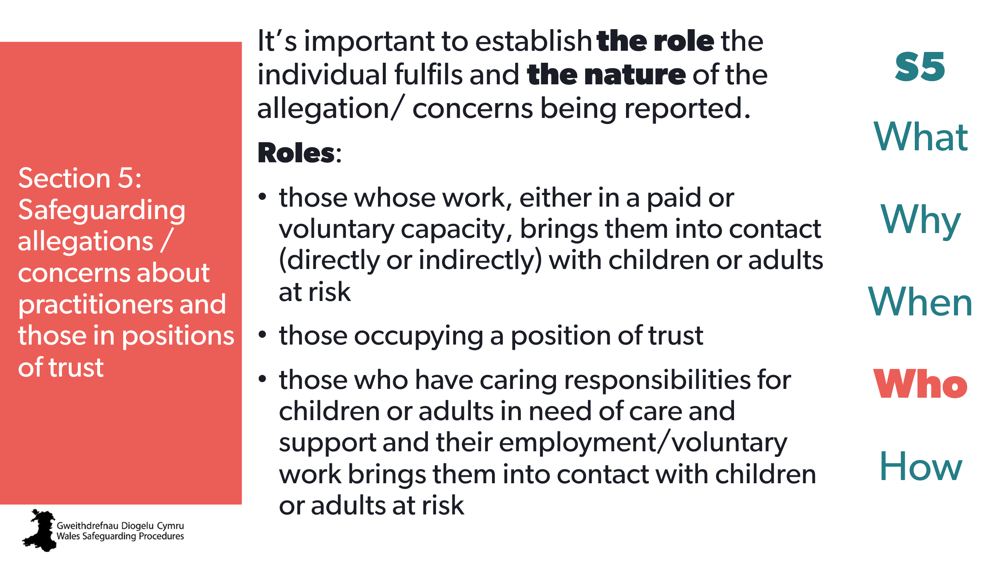 Section 5:
Safeguarding
allegations /
concerns about
practitioners and
those in positions
of trust
It's important to establish the role the
individual fulfils and the nature of the
allegation/ concerns being reported.
Roles:
• those whose work, either in a paid or
voluntary capacity, brings them into contact
(directly or indirectly) with children or adults
at risk
• those occupying a position of trust
• those who have caring responsibilities for
children or adults in need of care and
support and their employment/voluntary
work brings them into contact with children
or adults at risk
S5
What
Why
When
Who
How
Gweithdrefnau Diogelu Cymru
Wales Safeguarding Procedures